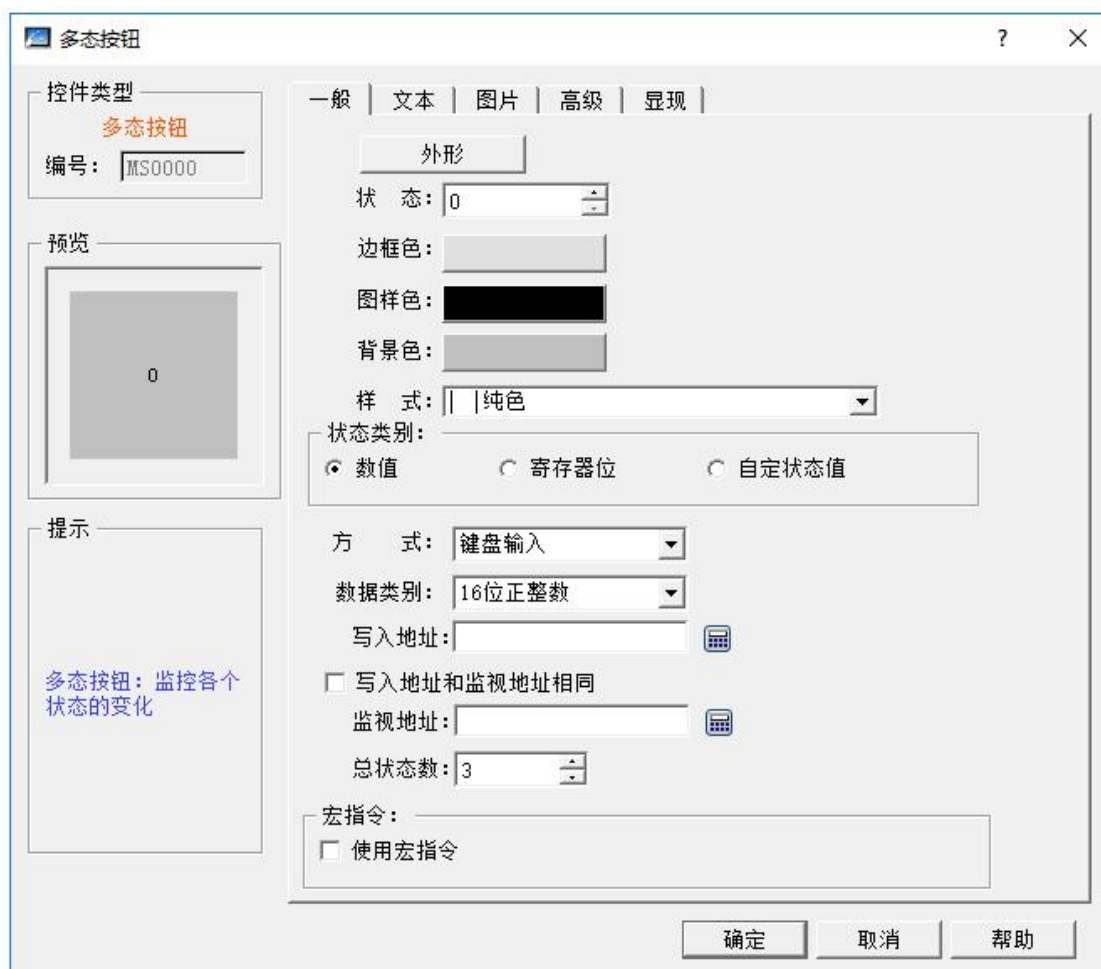 多态按钮
?
控件类型
多态按钮
编号: MS0000
预览
0
提示
多态按钮: 监控各个
状态的变化
一般 文本 图片 高级 显现
外形
状 态: 0
边框色:
图样色:
背景色:
样 式: 纯色
状态类别:
数值 寄存器位 自定状态值
方 式: 键盘输入
数据类别: 16位正整数
写入地址:
写入地址和监视地址相同
监视地址:
总状态数: 3
宏指令:
使用宏指令
确定 取消 帮助